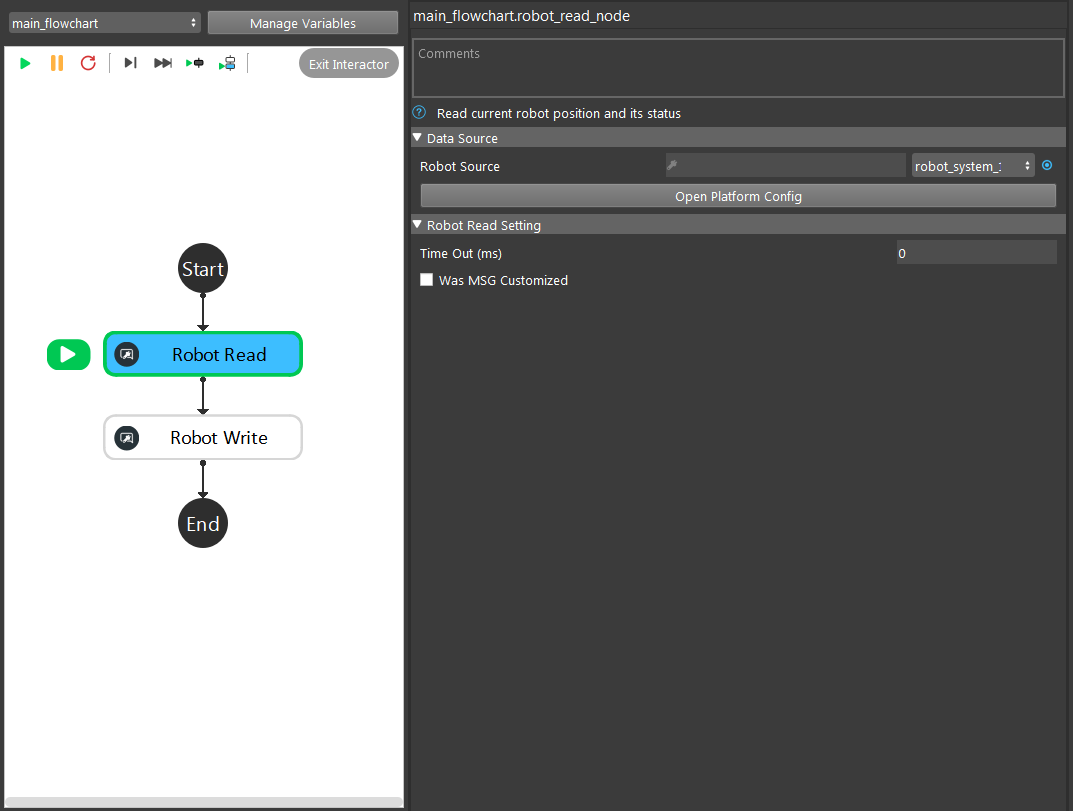 main_flowchart
Manage Variables
Exit Interactor
Start
Robot Read
Robot Write
End
main_flowchart.robot_read_node
Comments
Read current robot position and its status
Data Source
Robot Source
robot_system_
Open Platform Config
Robot Read Setting
Time Out (ms)
0
Was MSG Customized